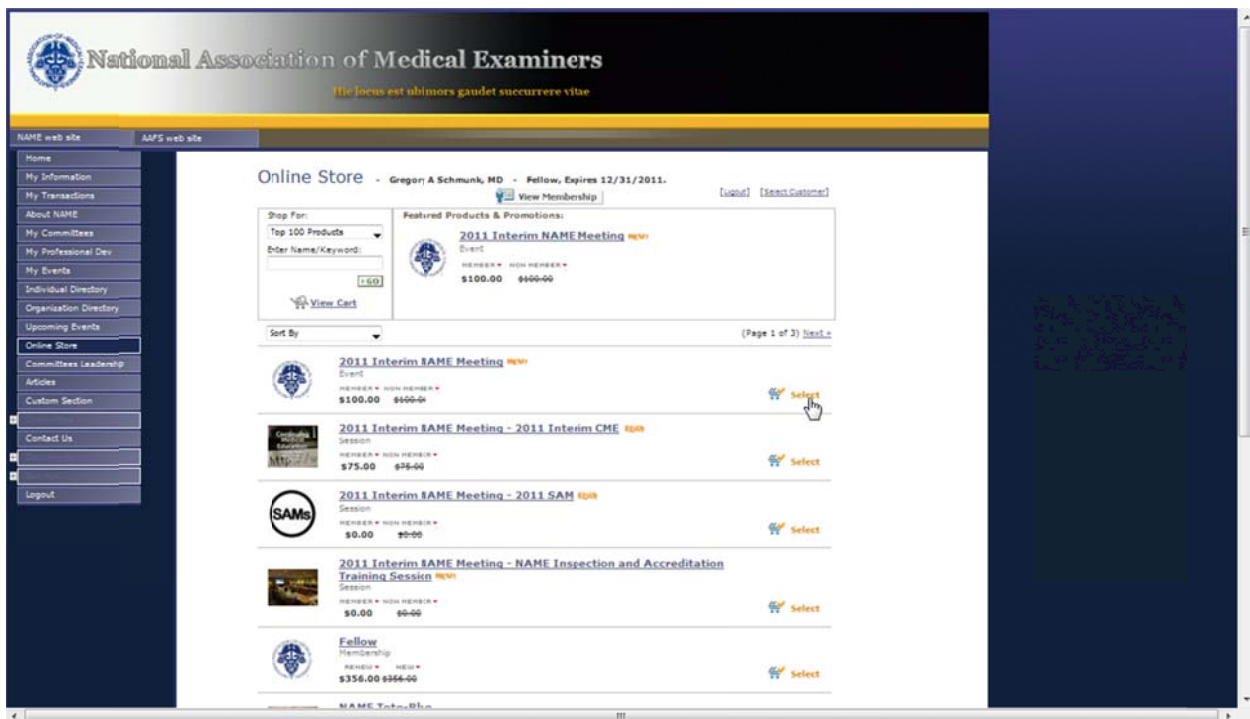 National Association of Medical Examiners
Hic locus est ubimors gaudet succurrere vitae
NAME web site
AAFS web site
Home
My Information
My Transactions
About NAME
My Committees
My Professional Dev
My Events
Individual Directory
Organization Directory
Upcoming Events
Online Store
Committees Leadership
Articles
Custom Section
Contact Us
Logout
Online Store - Gregory A Schmunk, MD - Fellow, Expires 12/31/2011.
View Membership
[Logout] [Select Customer]
Shop For:
Top 100 Products
Enter Name/Keyword:
GO
View Cart
Featured Products & Promotions:
2011 Interim NAME Meeting NEW!
Event
MEMBER NON MEMBER
$100.00 $100.00
Sort By
(Page 1 of 3) Next »
2011 Interim NAME Meeting NEW!
Event
MEMBER NON MEMBER
$100.00 $100.00
Select
2011 Interim NAME Meeting - 2011 Interim CME
Session
MEMBER NON MEMBER
$75.00 $75.00
Select
Continuing Medical Education
SAMs
2011 Interim NAME Meeting - 2011 SAM
Session
MEMBER NON MEMBER
$0.00 $0.00
Select
2011 Interim NAME Meeting - NAME Inspection and Accreditation
Training Session NEW!
Session
MEMBER NON MEMBER
$0.00 $0.00
Select
Fellow
Membership
RENEW NEW
$356.00 $356.00
Select